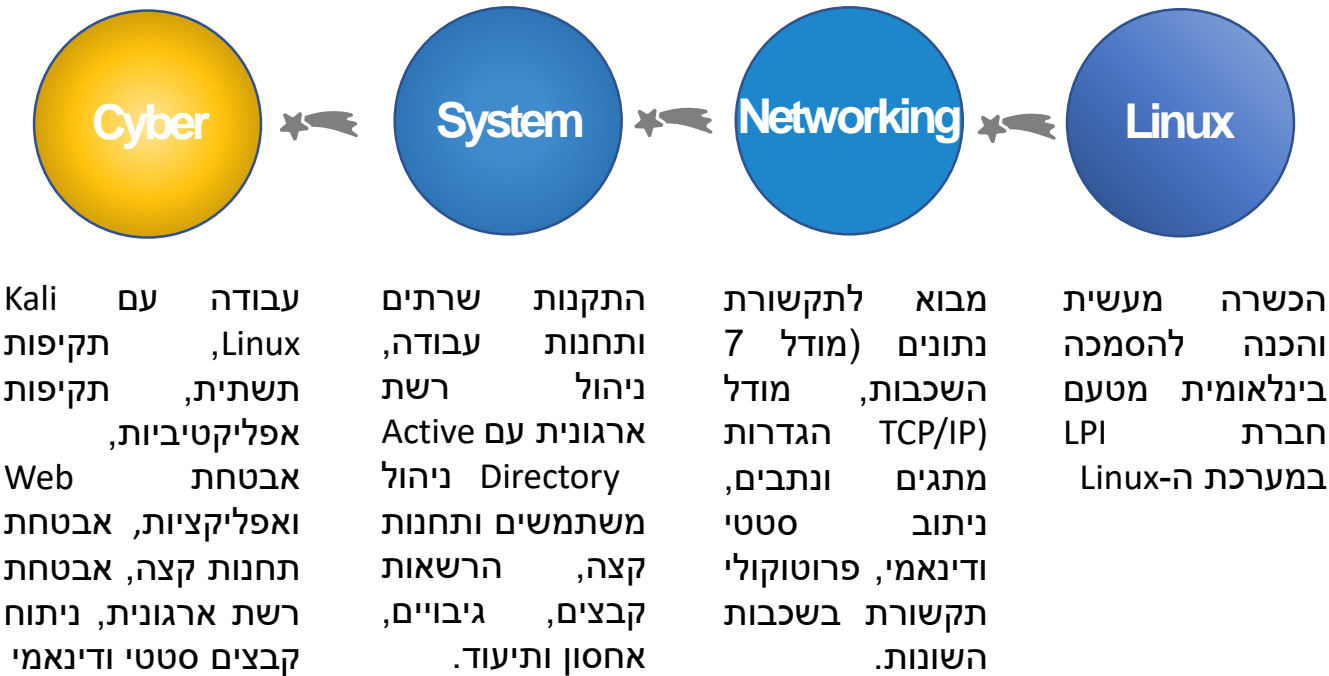 Linux
הכשרה מעשית
והכנה להסמכה
בינלאומית מטעם
חברת LPI
במערכת ה-Linux
Networking
מבוא לתקשורת
נתונים (מודל 7
השכבות, מודל
TCP/IP) הגדרות
מתגים ונתבים,
ניתוב סטטי
ודינאמי, פרוטוקולי
תקשורת בשכבות
השונות.
System
התקנות שרתים
ותחנות עבודה,
ניהול רשת
ארגונית עם Active
Directory ניהול
משתמשים ותחנות
קצה, הרשאות
קבצים, גיבויים,
אחסון ותיעוד.
Cyber
עבודה עם Kali
Linux, תקיפות
תשתית, תקיפות
אפליקטיביות,
אבטחת Web
ואפליקציות, אבטחת
תחנות קצה, אבטחת
רשת ארגונית, ניתוח
קבצים סטטי ודינאמי